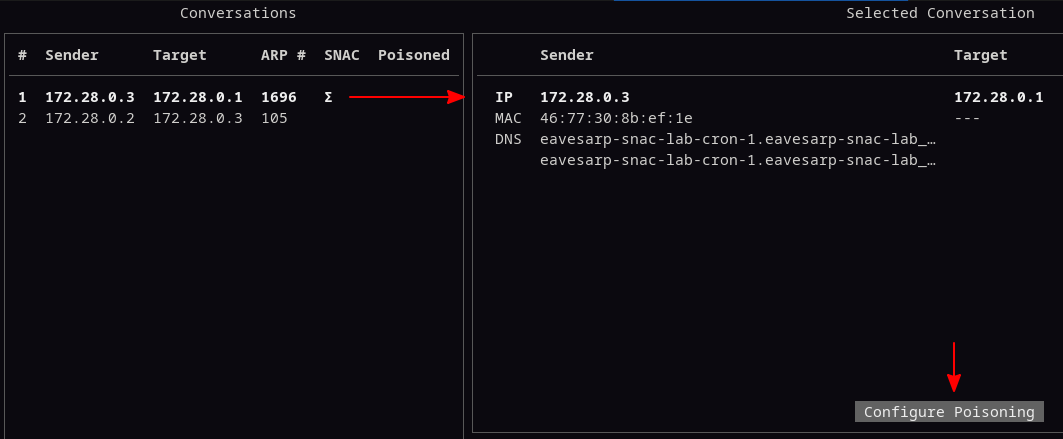 Conversations
# Sender Target ARP # SNAC Poisoned
1 172.28.0.3 172.28.0.1 1696 Σ
2 172.28.0.2 172.28.0.3 105
Selected Conversation
Sender Target
IP 172.28.0.3 172.28.0.1
MAC 46:77:30:8b:ef:1e ---
DNS eavesarp-snac-lab-cron-1.eavesarp-snac-lab_…
eavesarp-snac-lab-cron-1.eavesarp-snac-lab_…
Configure Poisoning